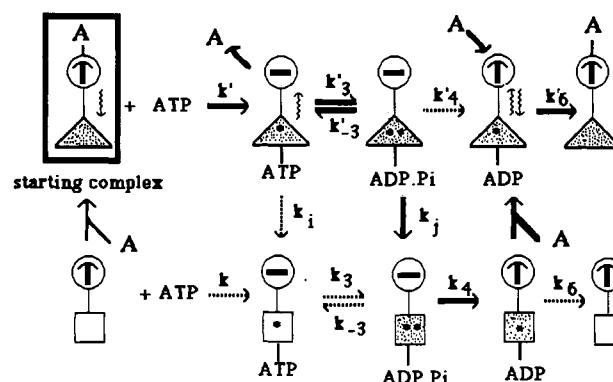 A
A
A
A
+ ATP
k'
k'3
k'-3
k'4
k'6
ATP
ADP.Pi
ADP
starting complex
A
ki
kj
A
+ ATP
k
k3
k-3
k4
k6
ATP
ADP.Pi
ADP